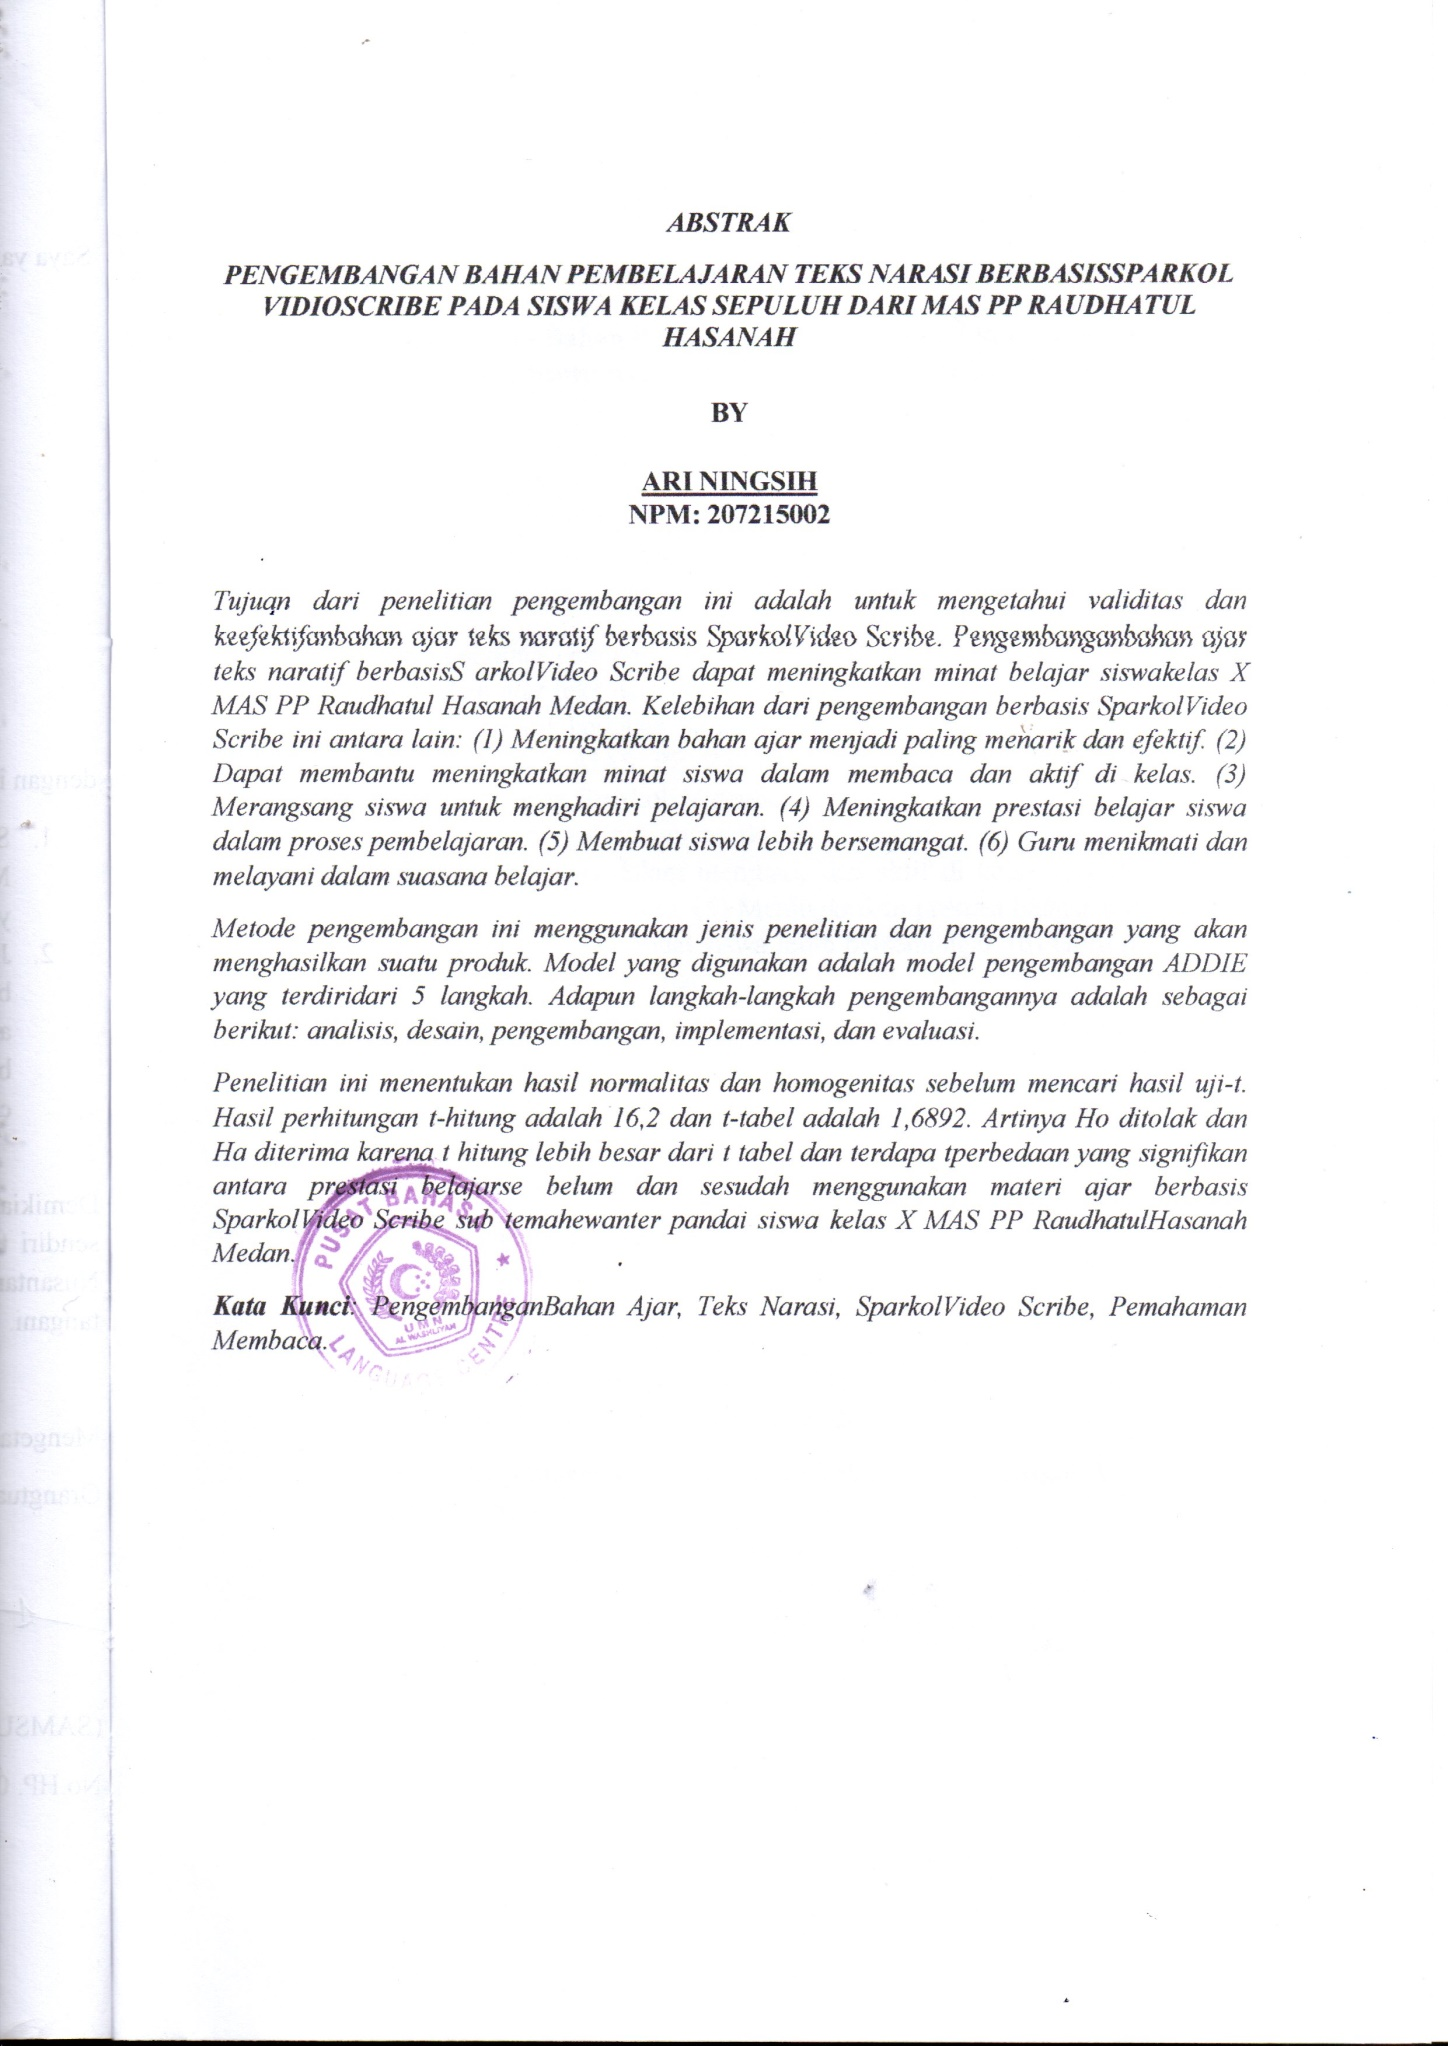 ABSTRAK
PENGEMBANGAN BAHAN PEMBELAJARAN TEKS NARASI BERBASISSPARKOL
VIDIOSCRIBE PADA SISWA KELAS SEPULUH DARI MAS PP RAUDHATUL
HASANAH
BY
ARI NINGSIH
NPM: 207215002
Tujuan dari penelitian pengembangan ini adalah untuk mengetahui validitas dan
keefektifanbahan ajar teks naratif berbasis SparkolVideo Scribe. Pengembanganbahan ajar
teks naratif berbasisS arkolVideo Scribe dapat meningkatkan minat belajar siswakelas X
MAS PP Raudhatul Hasanah Medan. Kelebihan dari pengembangan berbasis SparkolVideo
Scribe ini antara lain: (1) Meningkatkan bahan ajar menjadi paling menarik dan efektif. (2)
Dapat membantu meningkatkan minat siswa dalam membaca dan aktif di kelas. (3)
Merangsang siswa untuk menghadiri pelajaran. (4) Meningkatkan prestasi belajar siswa
dalam proses pembelajaran. (5) Membuat siswa lebih bersemangat. (6) Guru menikmati dan
melayani dalam suasana belajar.
Metode pengembangan ini menggunakan jenis penelitian dan pengembangan yang akan
menghasilkan suatu produk. Model yang digunakan adalah model pengembangan ADDIE
yang terdiridari 5 langkah. Adapun langkah-langkah pengembangannya adalah sebagai
berikut: analisis, desain, pengembangan, implementasi, dan evaluasi.
Penelitian ini menentukan hasil normalitas dan homogenitas sebelum mencari hasil uji-t.
Hasil perhitungan t-hitung adalah 16,2 dan t-tabel adalah 1,6892. Artinya Ho ditolak dan
Ha diterima karena t hitung lebih besar dari t tabel dan terdapa tperbedaan yang signifikan
antara prestasi belajarse belum dan sesudah menggunakan materi ajar berbasis
SparkolVideo Scribe sub temahewanter pandai siswa kelas X MAS PP RaudhatulHasanah
Medan.
Kata Kunci: PengembanganBahan Ajar, Teks Narasi, SparkolVideo Scribe, Pemahaman
Membaca.
PUSAT BAHASA
UMN
AL WASHLIYAH
LANGUAGE CENTRE